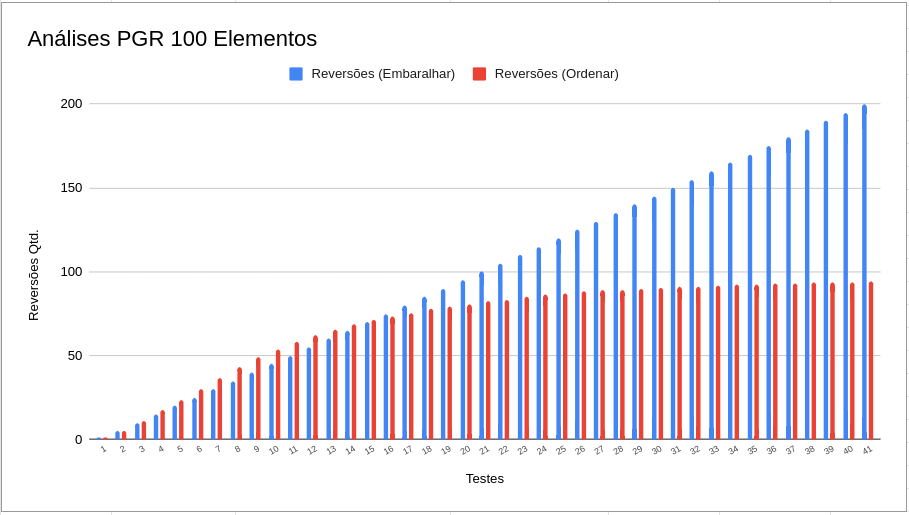 Análises PGR 100 Elementos
Reversões (Embaralhar) Reversões (Ordenar)
200
150
100
50
0
Reversões Qtd.
1 2 3 4 5 6 7 8 9 10 11 12 13 14 15 16 17 18 19 20 21 22 23 24 25 26 27 28 29 30 31 32 33 34 35 36 37 38 39 40 41
Testes